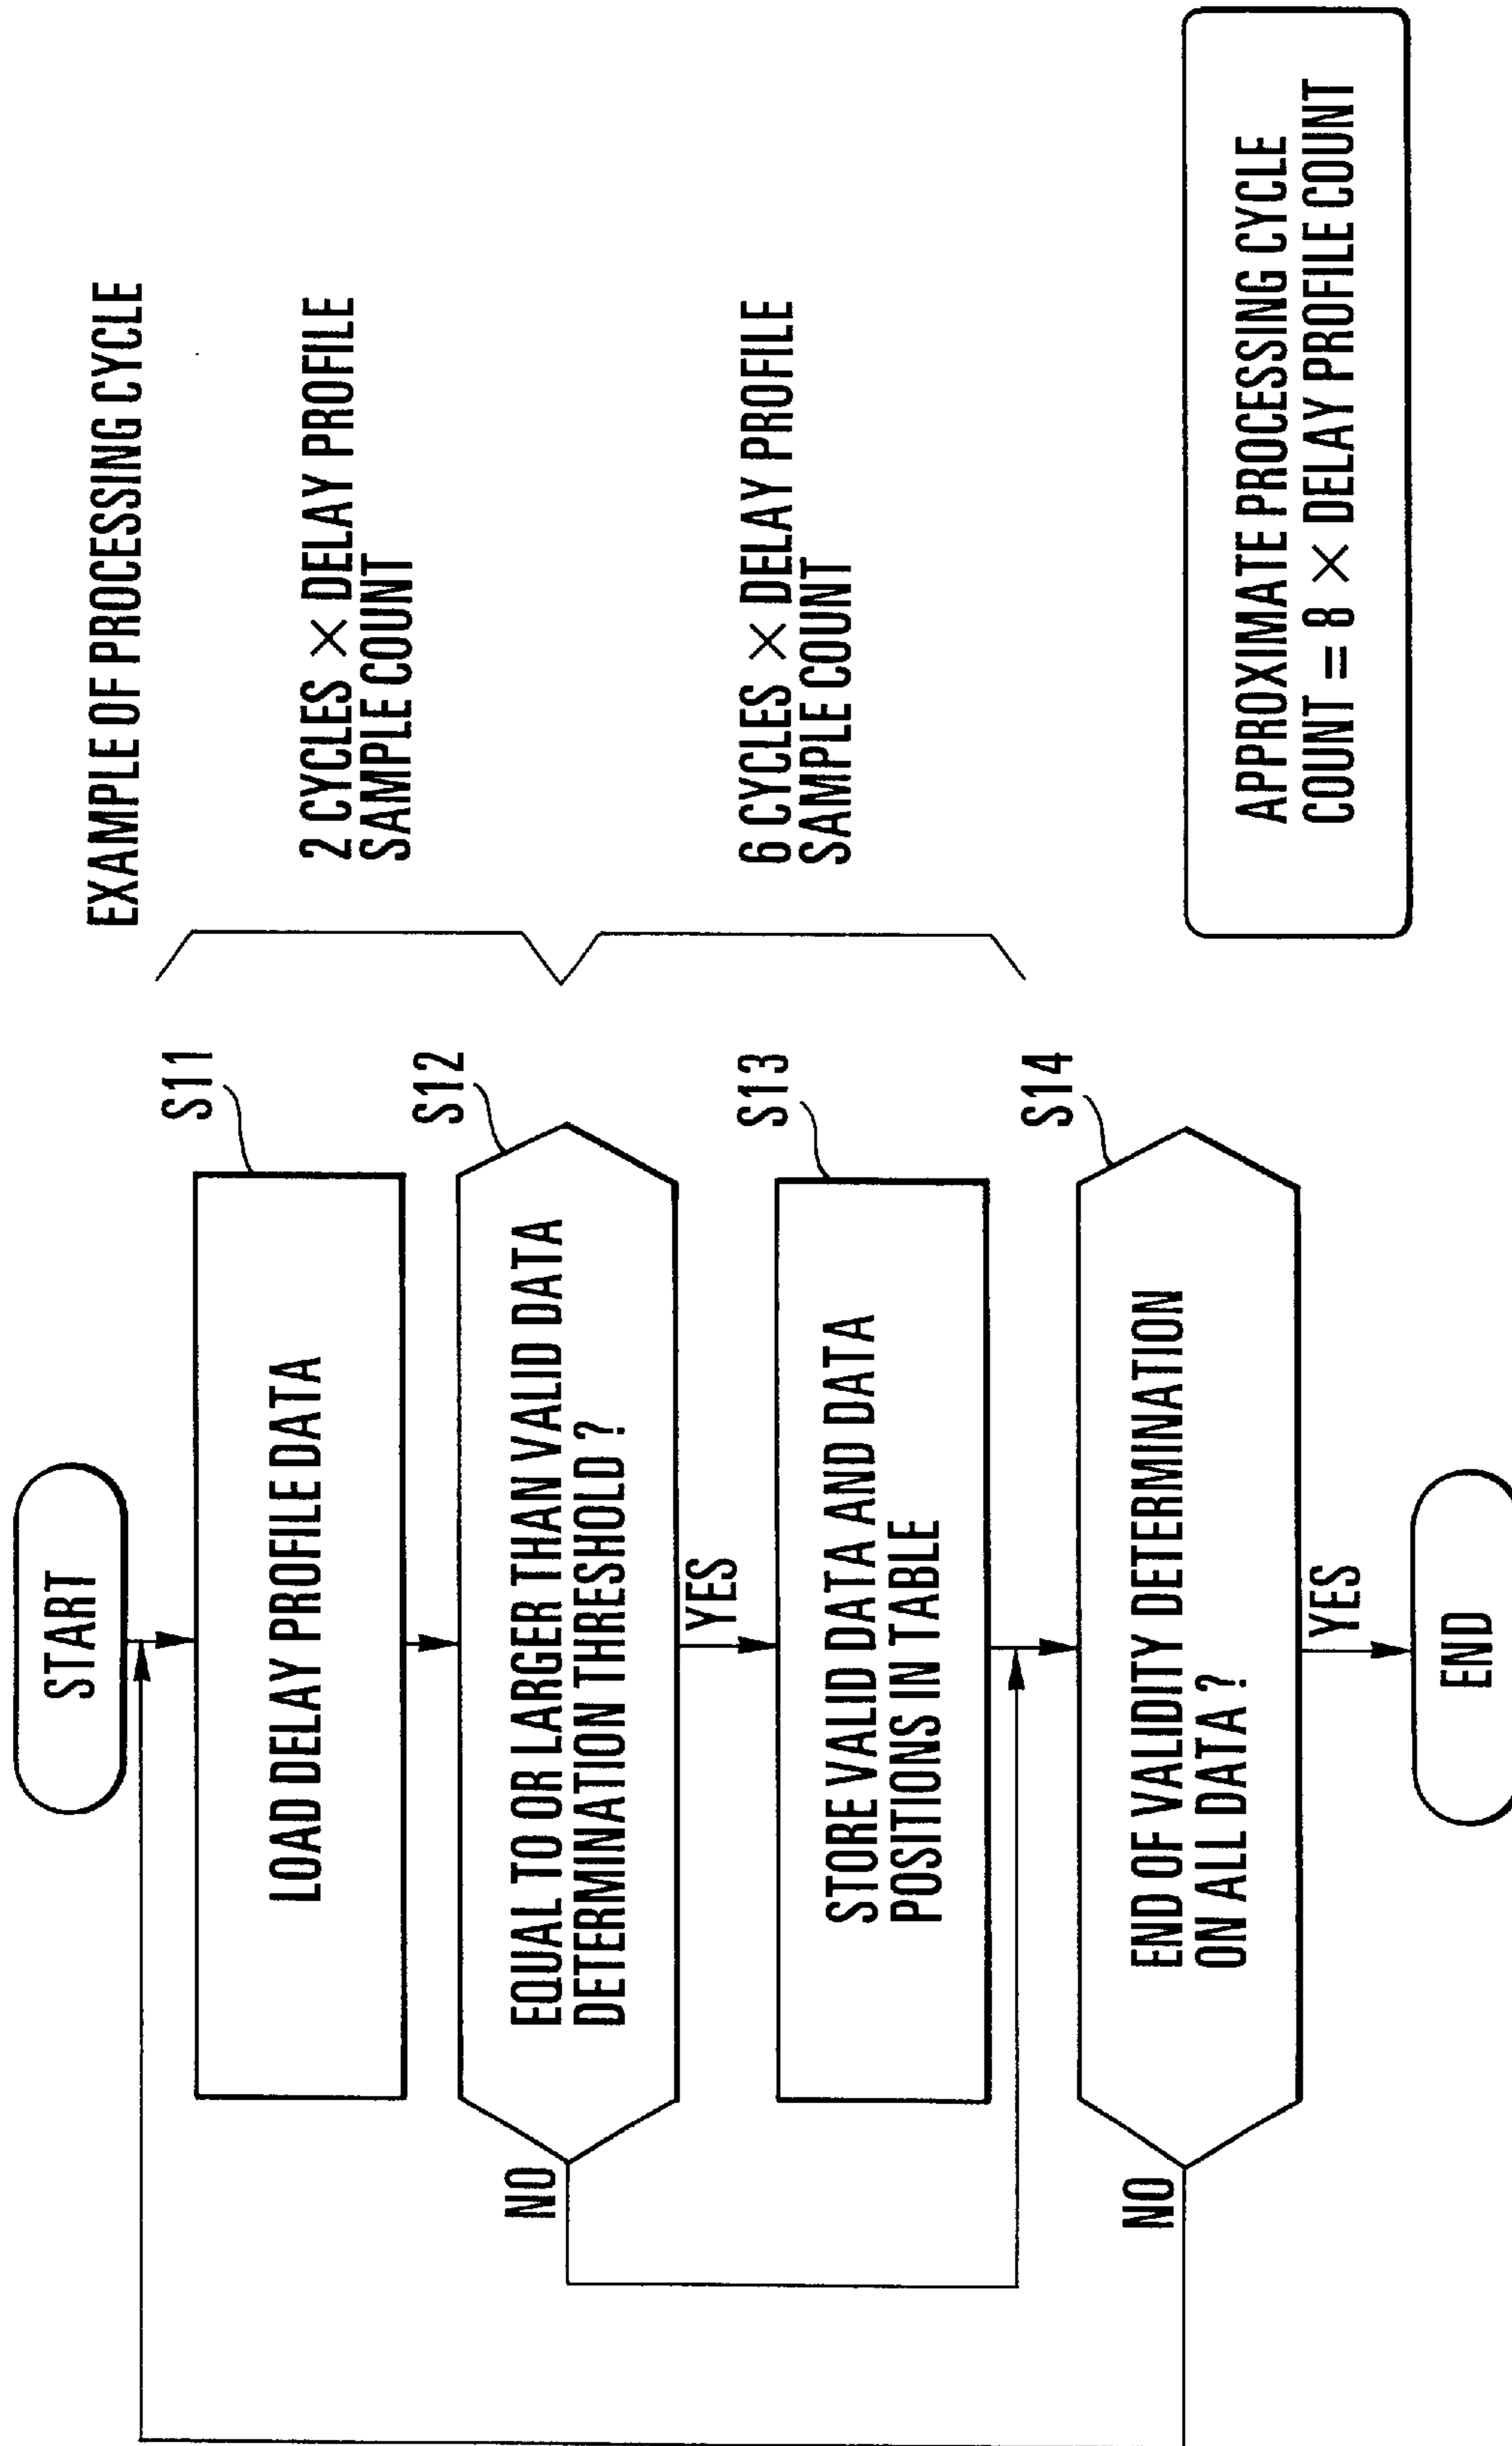 START
LOAD DELAY PROFILE DATA
S11
EQUAL TO OR LARGER THAN VALID DATA
DETERMINATION THRESHOLD ?
S12
NO
YES
STORE VALID DATA AND DATA
POSITIONS IN TABLE
S13
END OF VALIDITY DETERMINATION
ON ALL DATA ?
S14
NO
YES
END
EXAMPLE OF PROCESSING CYCLE
2 CYCLES × DELAY PROFILE
SAMPLE COUNT
6 CYCLES × DELAY PROFILE
SAMPLE COUNT
APPROXIMATE PROCESSING CYCLE
COUNT = 8 × DELAY PROFILE COUNT